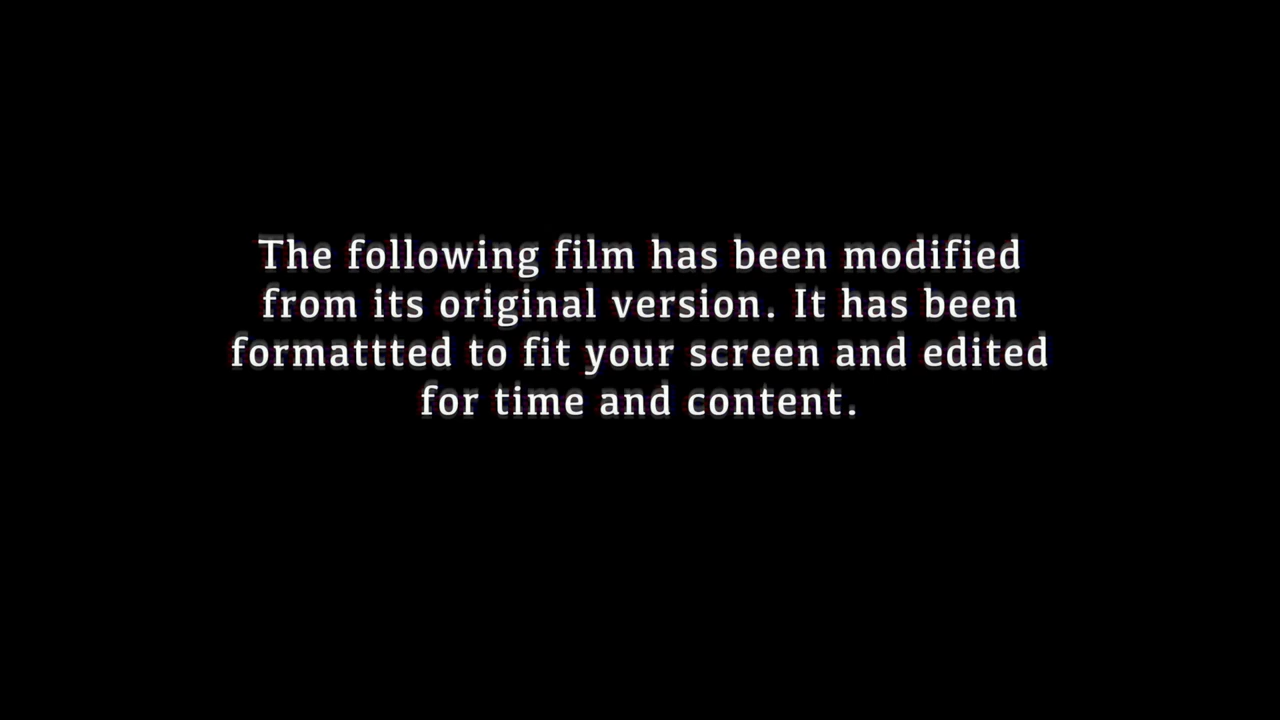 The following film has been modified
from its original version. It has been
formattted to fit your screen and edited
for time and content.